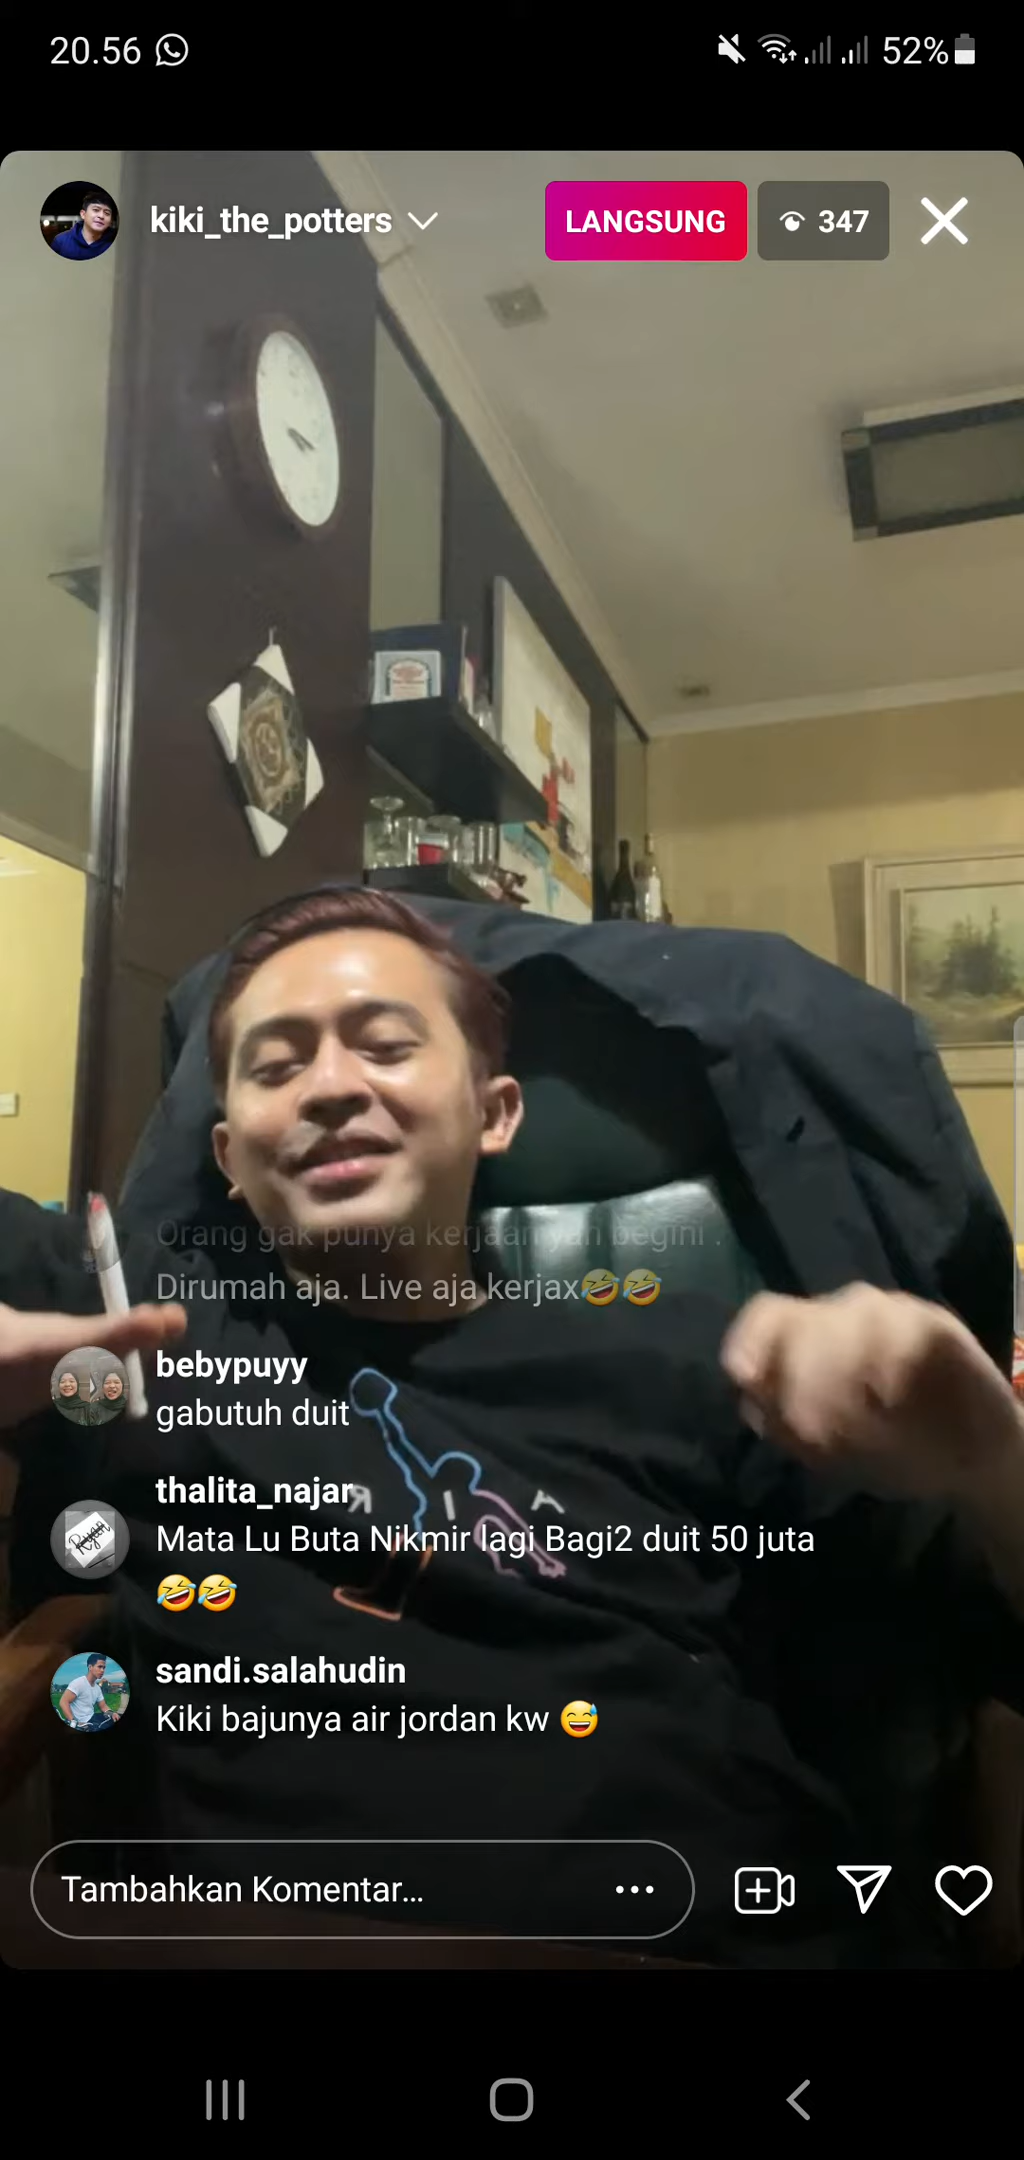 20.56
52%
kiki_the_potters
LANGSUNG
347
Orang gak punya kerjaan yah begini .
Dirumah aja. Live aja kerjax🤣🤣
bebypuyy
gabutuh duit
thalita_najar
Mata Lu Buta Nikmir lagi Bagi2 duit 50 juta
🤣🤣
sandi.salahudin
Kiki bajunya air jordan kw 😅
Tambahkan Komentar...